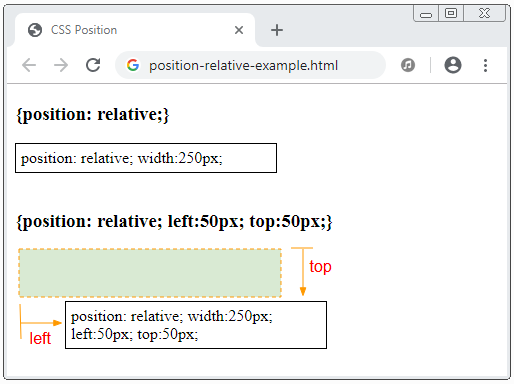 CSS Position
position-relative-example.html
{position: relative;}
position: relative; width:250px;
{position: relative; left:50px; top:50px;}
top
position: relative; width:250px;
left:50px; top:50px;
left